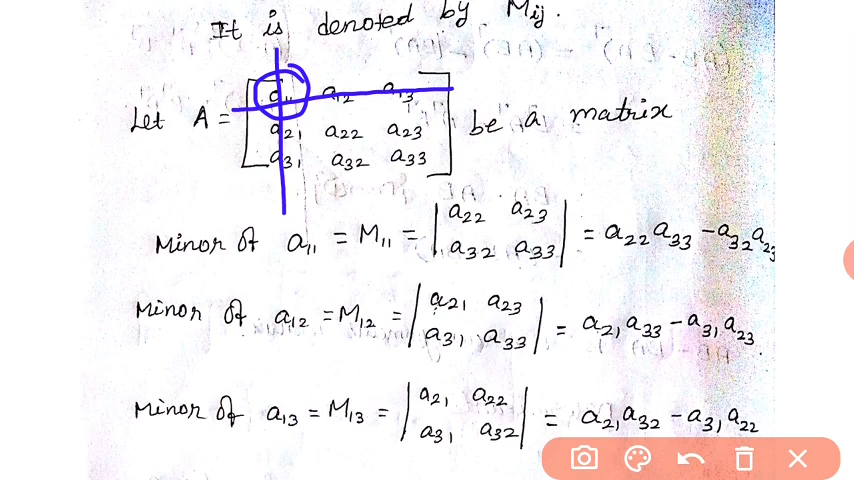 It is denoted by Mij.
Let A = [a11 a12 a13
a21 a22 a23
a31 a32 a33] be a matrix
Minor of a11 = M11 = |a22 a23
a32 a33| = a22a33 - a32a23
Minor of a12 = M12 = |a21 a23
a31 a33| = a21a33 - a31a23.
Minor of a13 = M13 = |a21 a22
a31 a32| = a21a32 - a31a22